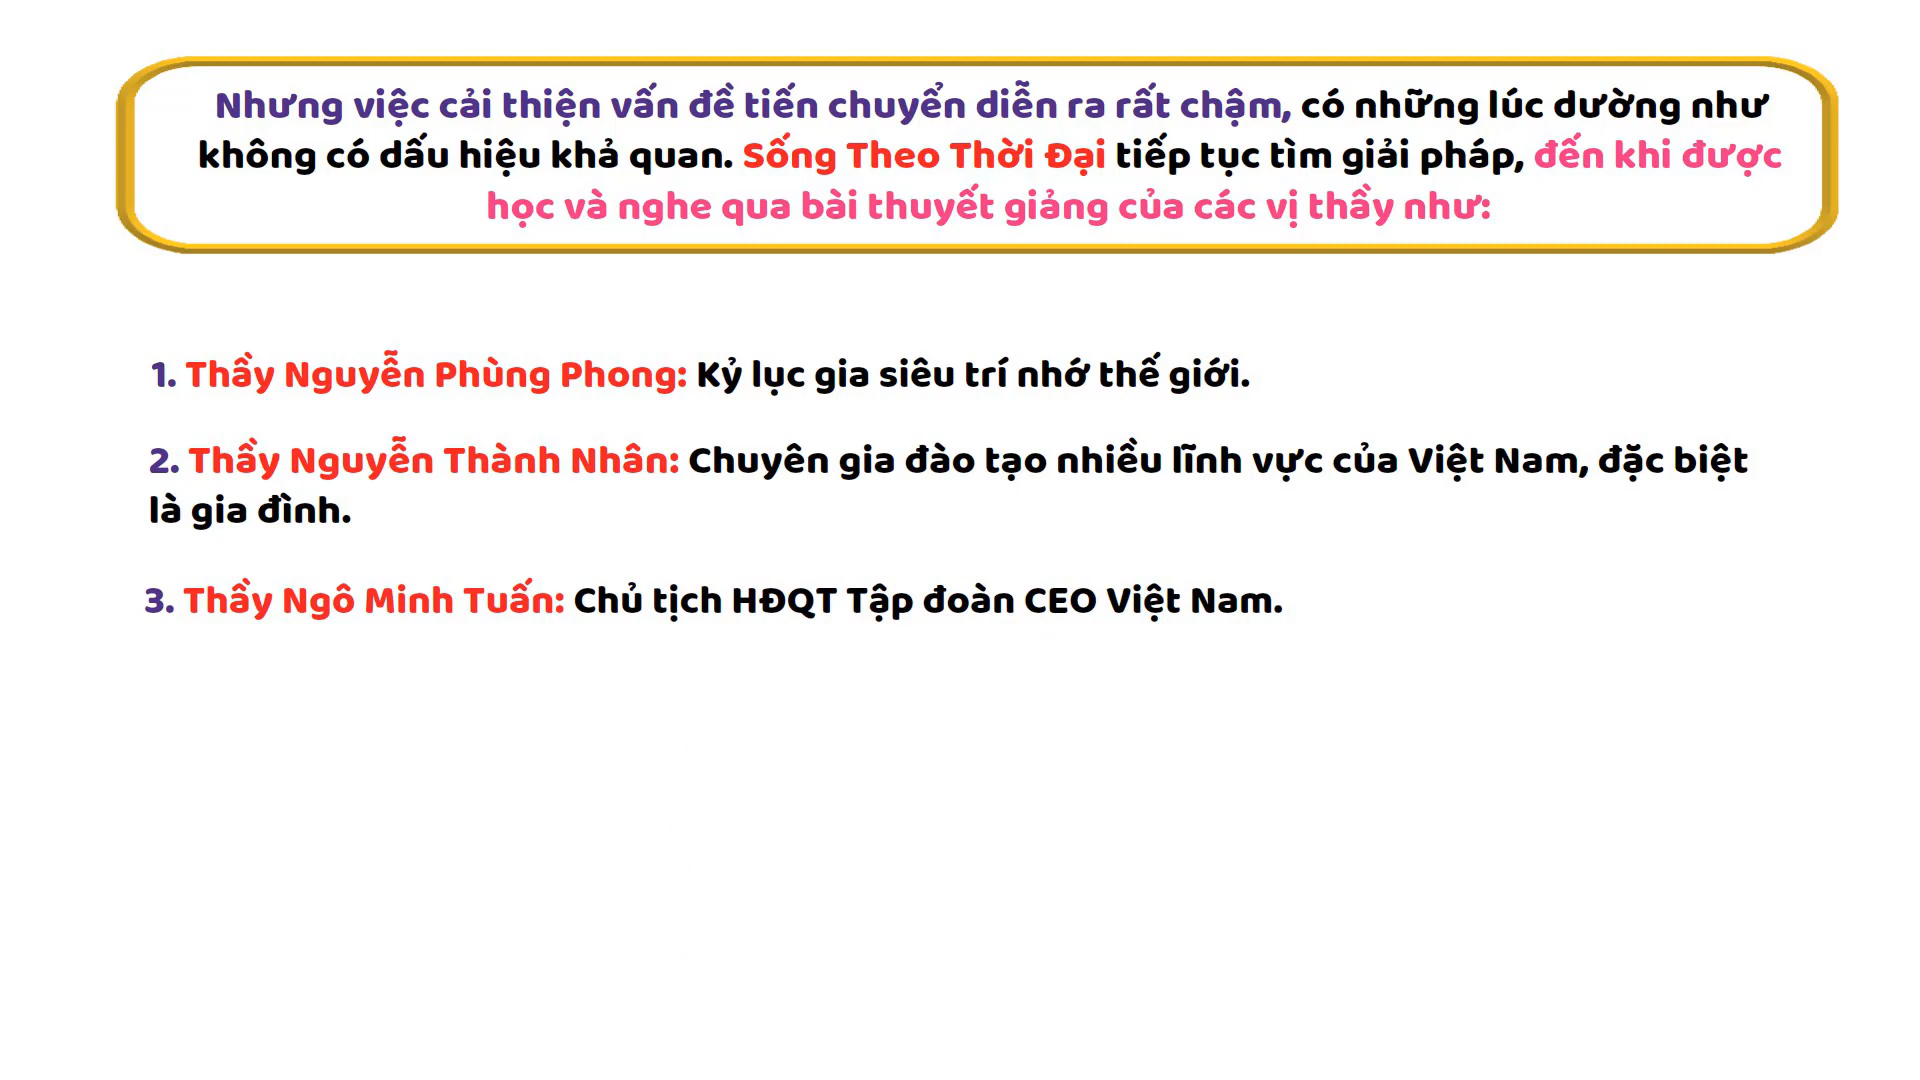 Nhưng việc cải thiện vấn đề tiến chuyển diễn ra rất chậm, có những lúc dường như
không có dấu hiệu khả quan. Sống Theo Thời Đại tiếp tục tìm giải pháp, đến khi được
học và nghe qua bài thuyết giảng của các vị thầy như:
1. Thầy Nguyễn Phùng Phong: Kỷ lục gia siêu trí nhớ thế giới.
2. Thầy Nguyễn Thành Nhân: Chuyên gia đào tạo nhiều lĩnh vực của Việt Nam, đặc biệt
là gia đình.
3. Thầy Ngô Minh Tuấn: Chủ tịch HĐQT Tập đoàn CEO Việt Nam.